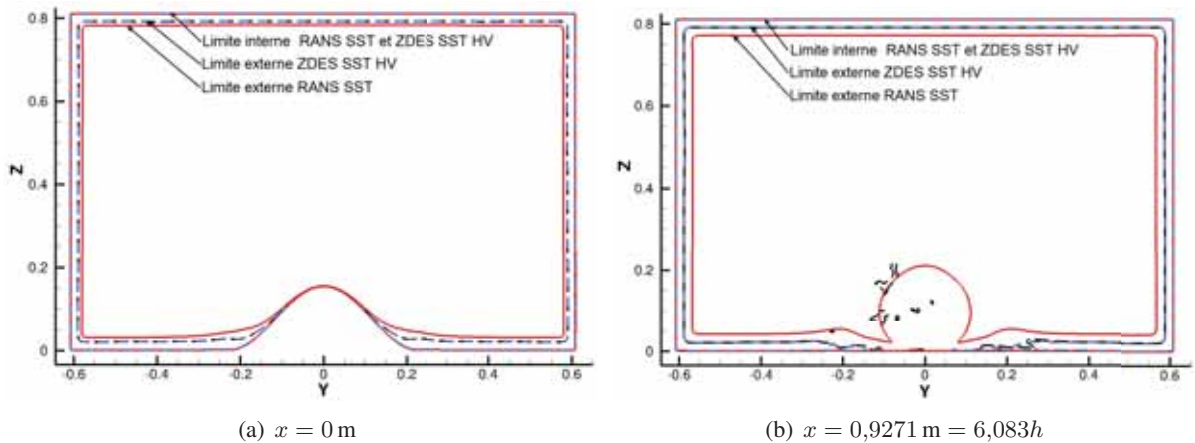 0.8
0.6
0.4
0.2
0
Z
-0.6
-0.4
-0.2
0
0.2
0.4
0.6
Y
Limite interne RANS SST et ZDES SST HV
Limite externe ZDES SST HV
Limite externe RANS SST
(a) x = 0 m
0.8
0.6
0.4
0.2
0
Z
-0.6
-0.4
-0.2
0
0.2
0.4
0.6
Y
Limite interne RANS SST et ZDES SST HV
Limite externe ZDES SST HV
Limite externe RANS SST
(b) x = 0,9271 m = 6,083h